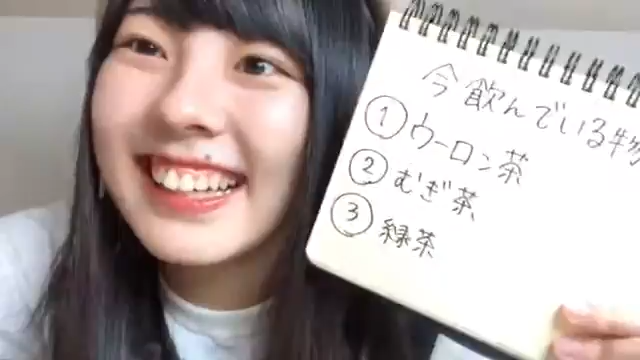 今飲んでいる物
①ウーロン茶
②むぎ茶
③緑茶